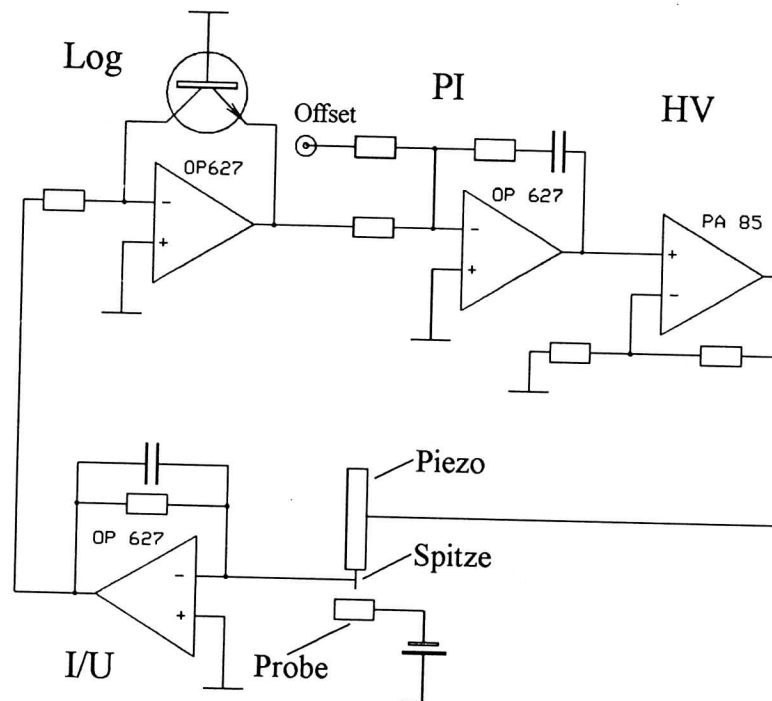 Log
PI
HV
Offset
OP627
OP 627
PA 85
Piezo
OP 627
Spitze
I/U
Probe